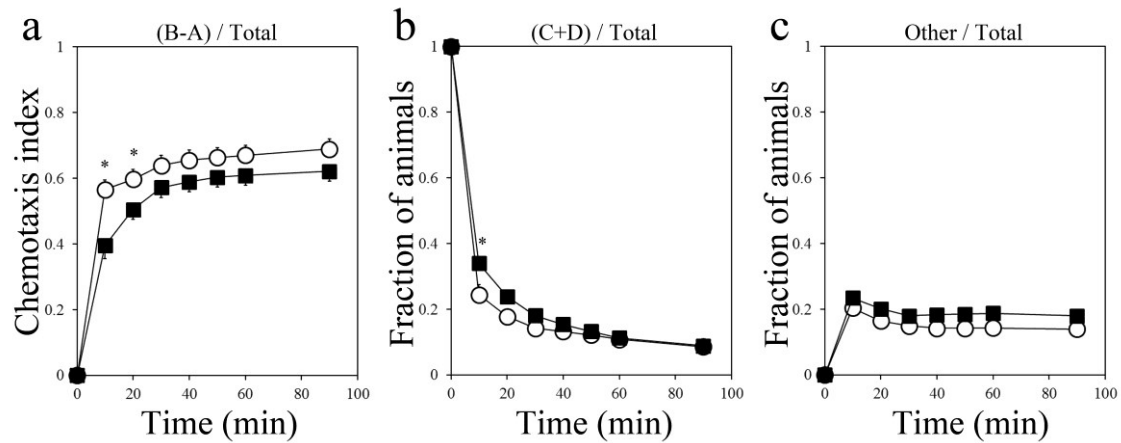 a
(B-A) / Total
Chemotaxis index
1
0.8
0.6
0.4
0.2
0
* *
0 20 40 60 80 100
Time (min)
b
(C+D) / Total
Fraction of animals
1
0.8
0.6
0.4
0.2
0
*
0 20 40 60 80 100
Time (min)
c
Other / Total
Fraction of animals
1
0.8
0.6
0.4
0.2
0
0 20 40 60 80 100
Time (min)